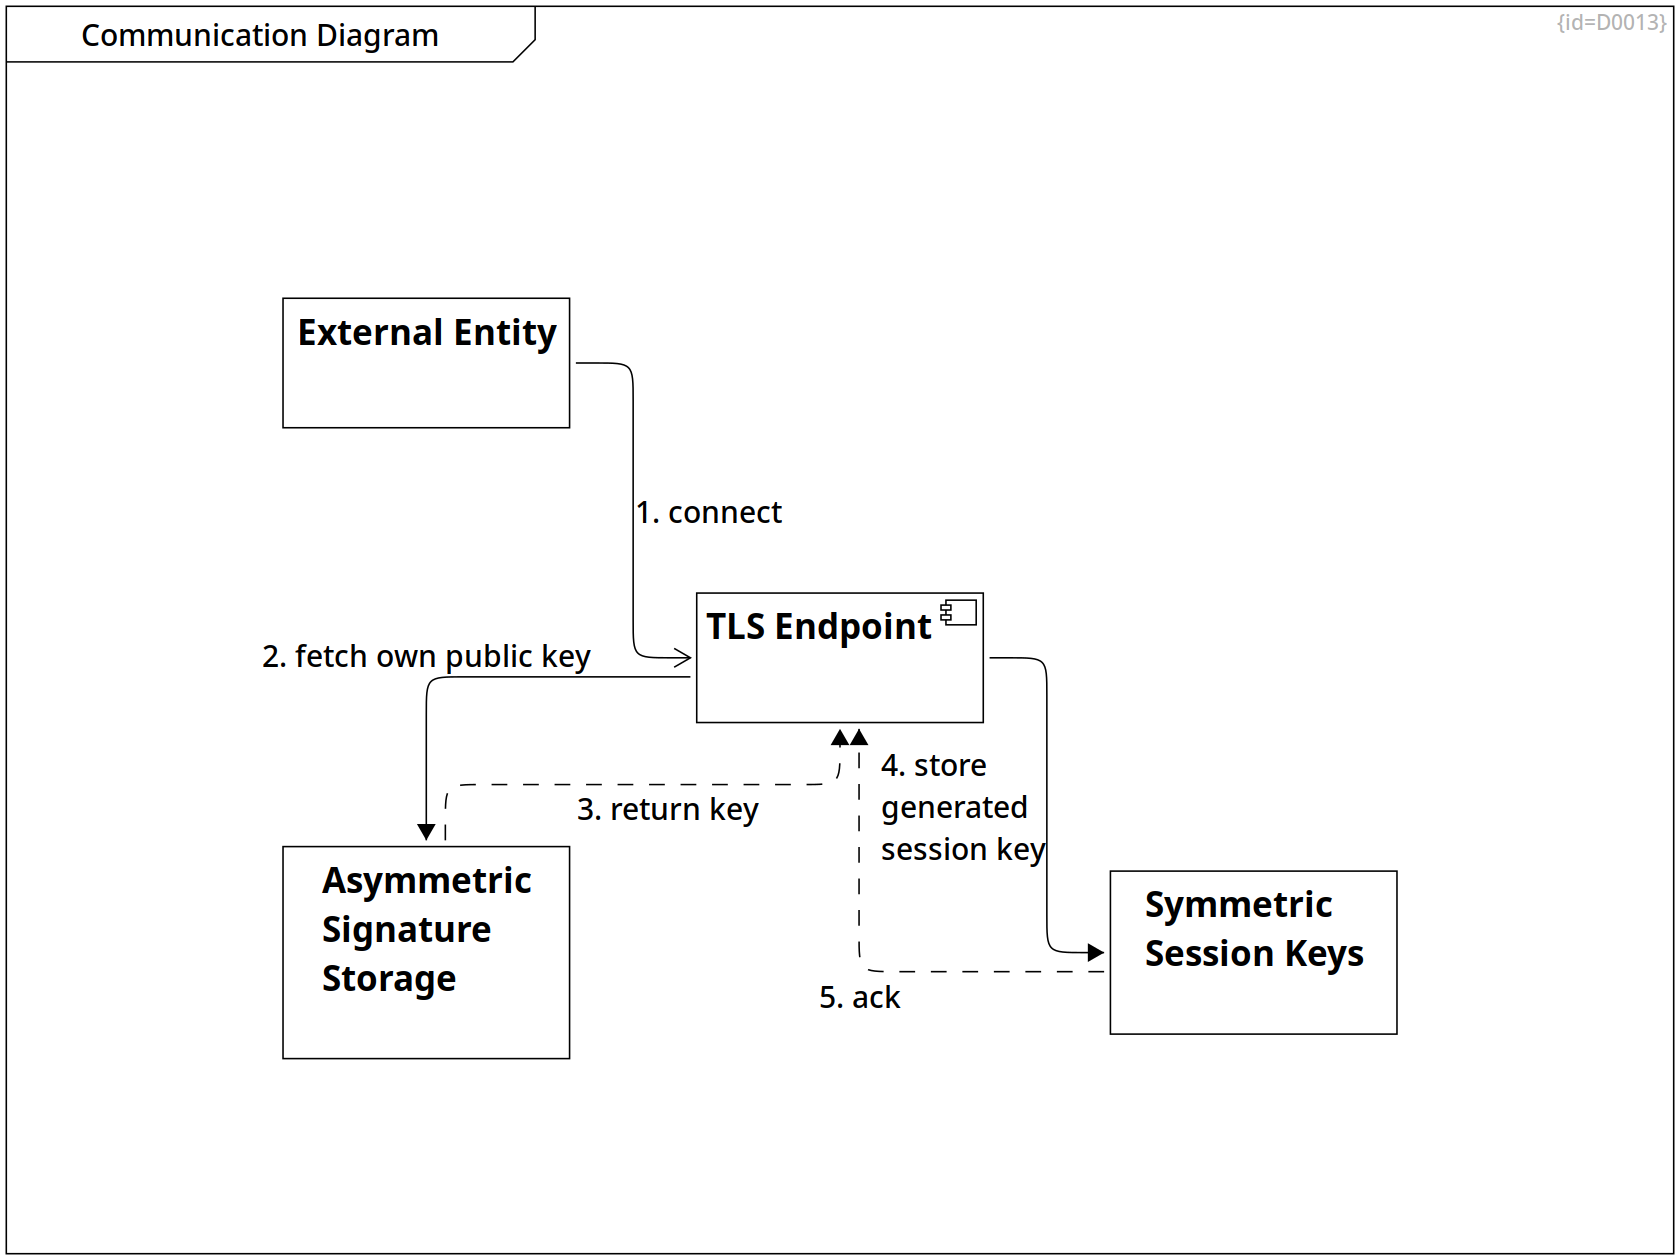 Communication Diagram
{id=D0013}
External Entity
1. connect
TLS Endpoint
2. fetch own public key
3. return key
4. store
generated
session key
Asymmetric
Signature
Storage
Symmetric
Session Keys
5. ack